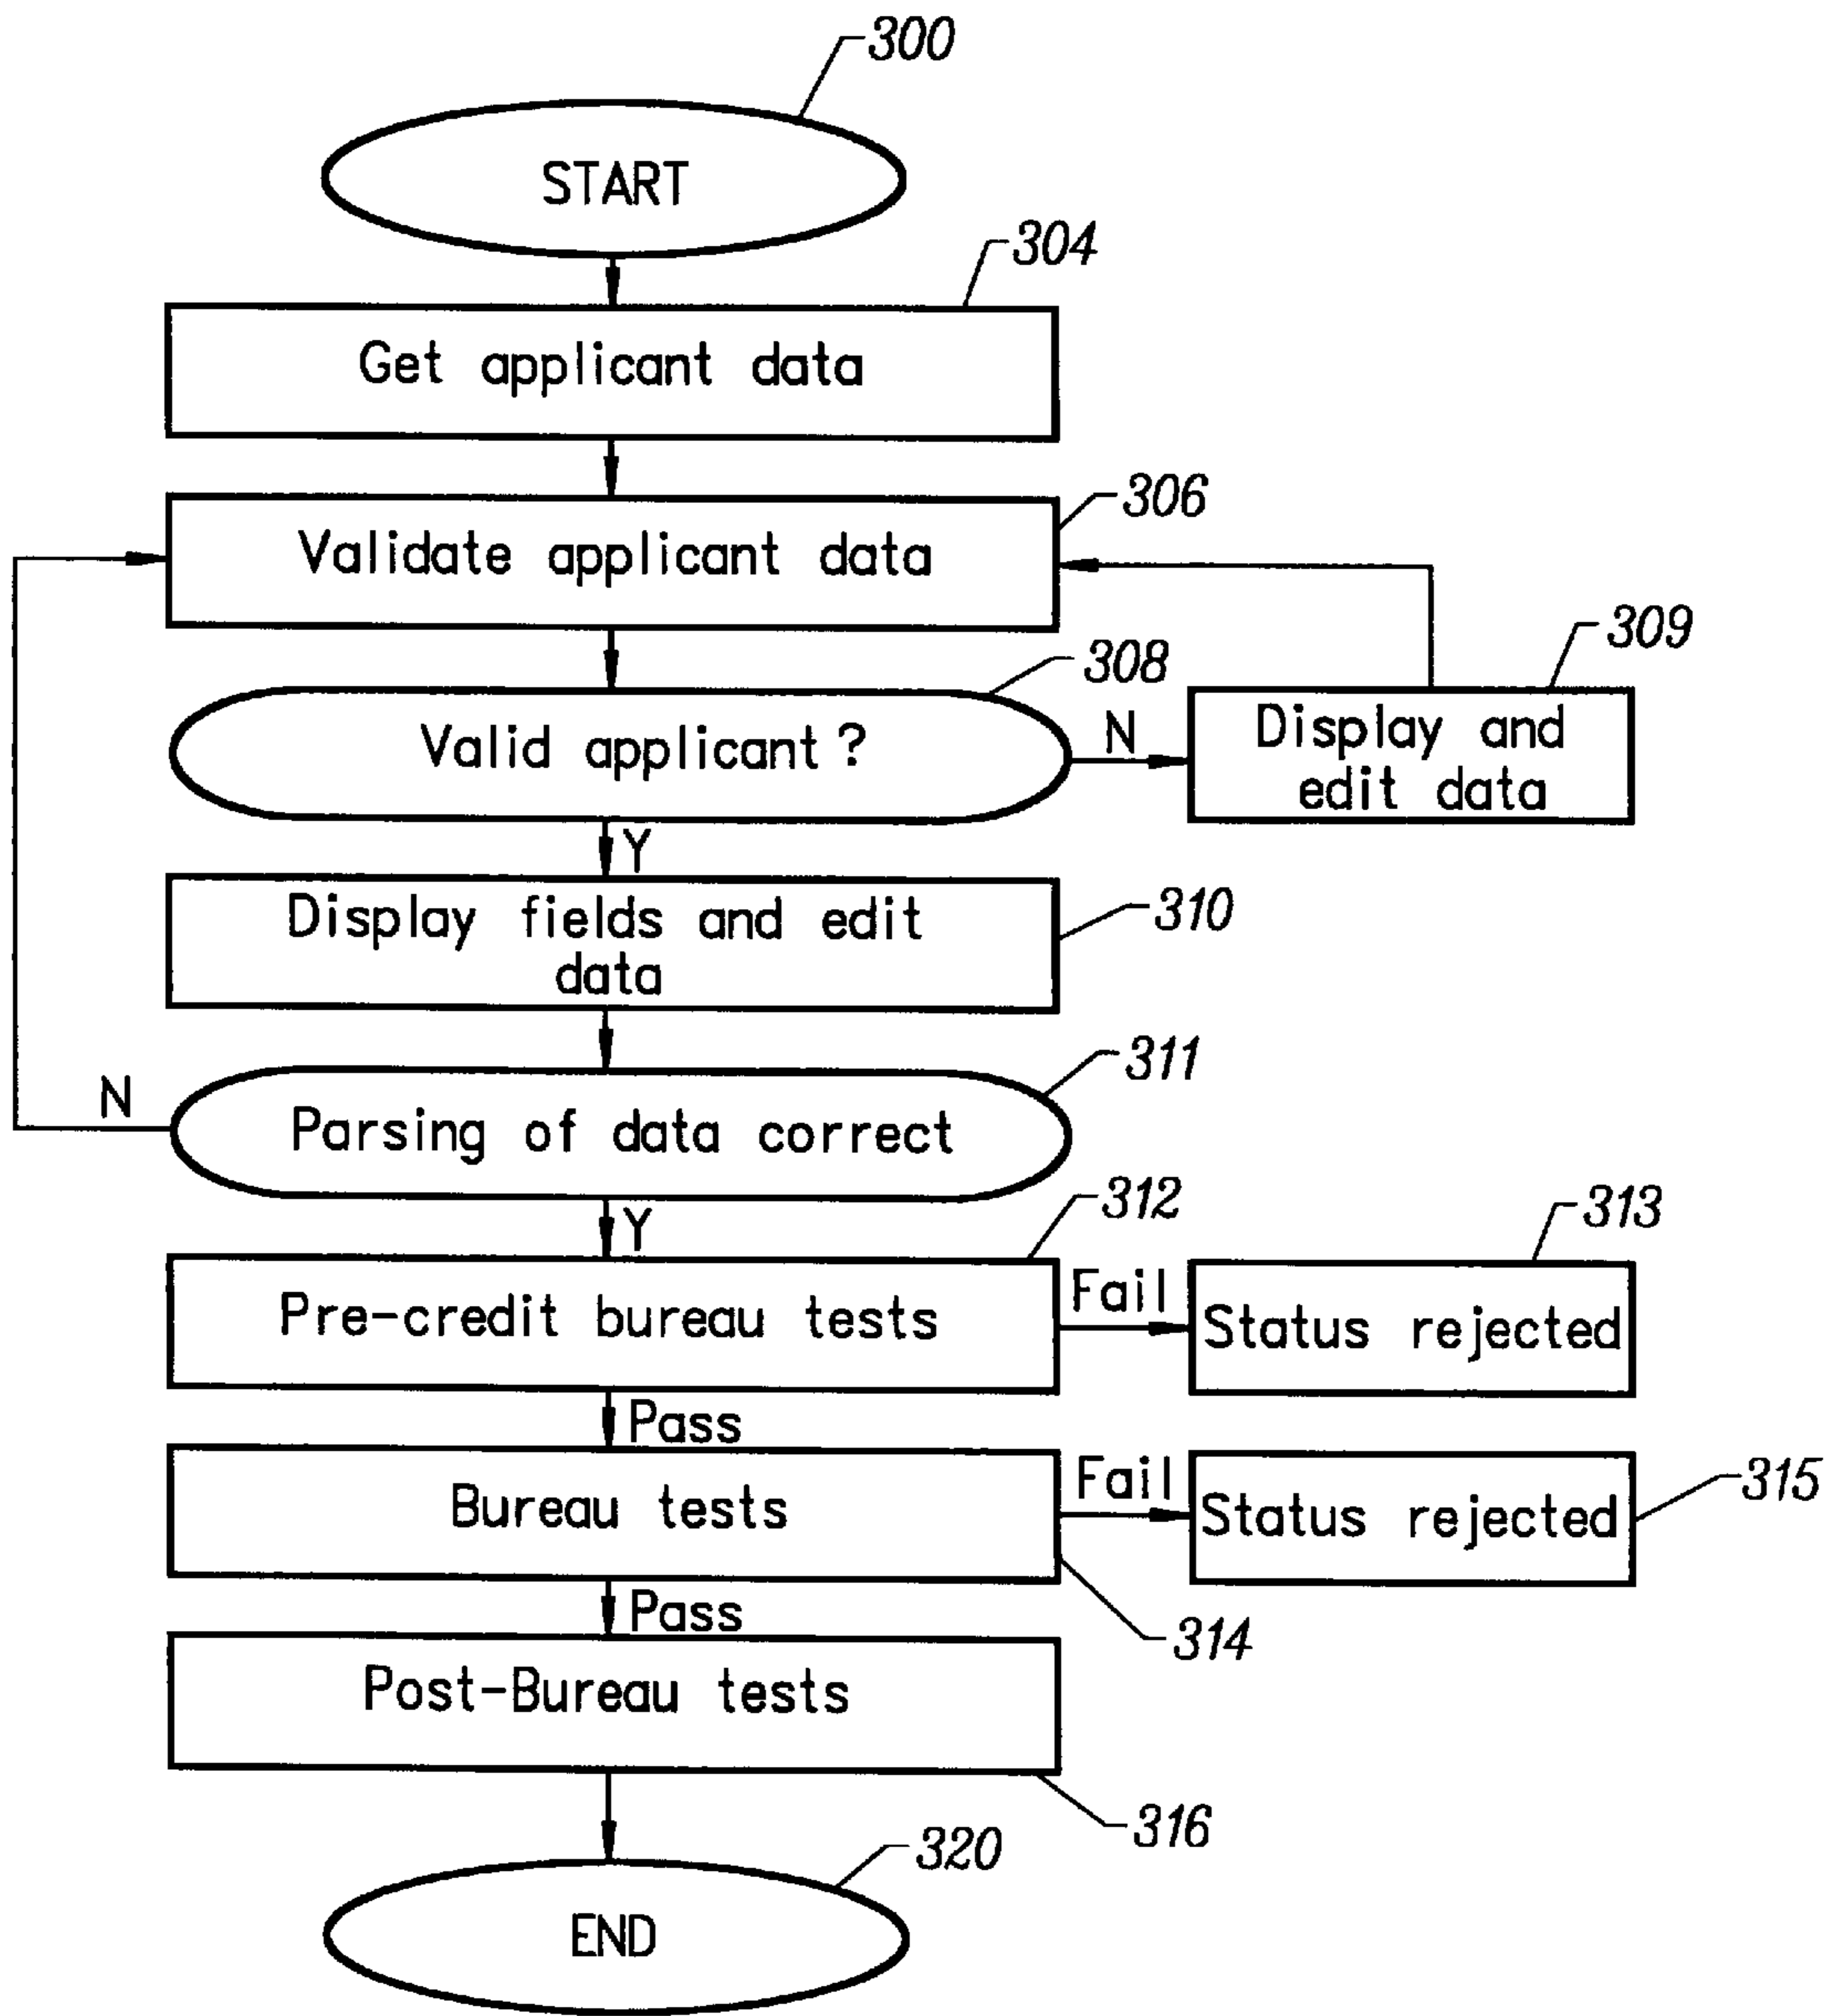 300
START
304
Get applicant data
306
Validate applicant data
309
308
Valid applicant?
N
Display and
edit data
Y
310
Display fields and edit
data
311
N
Parsing of data correct
Y
312
313
Pre-credit bureau tests
Fail
Status rejected
Pass
Bureau tests
Fail
Status rejected
315
Pass
314
Post-Bureau tests
316
320
END